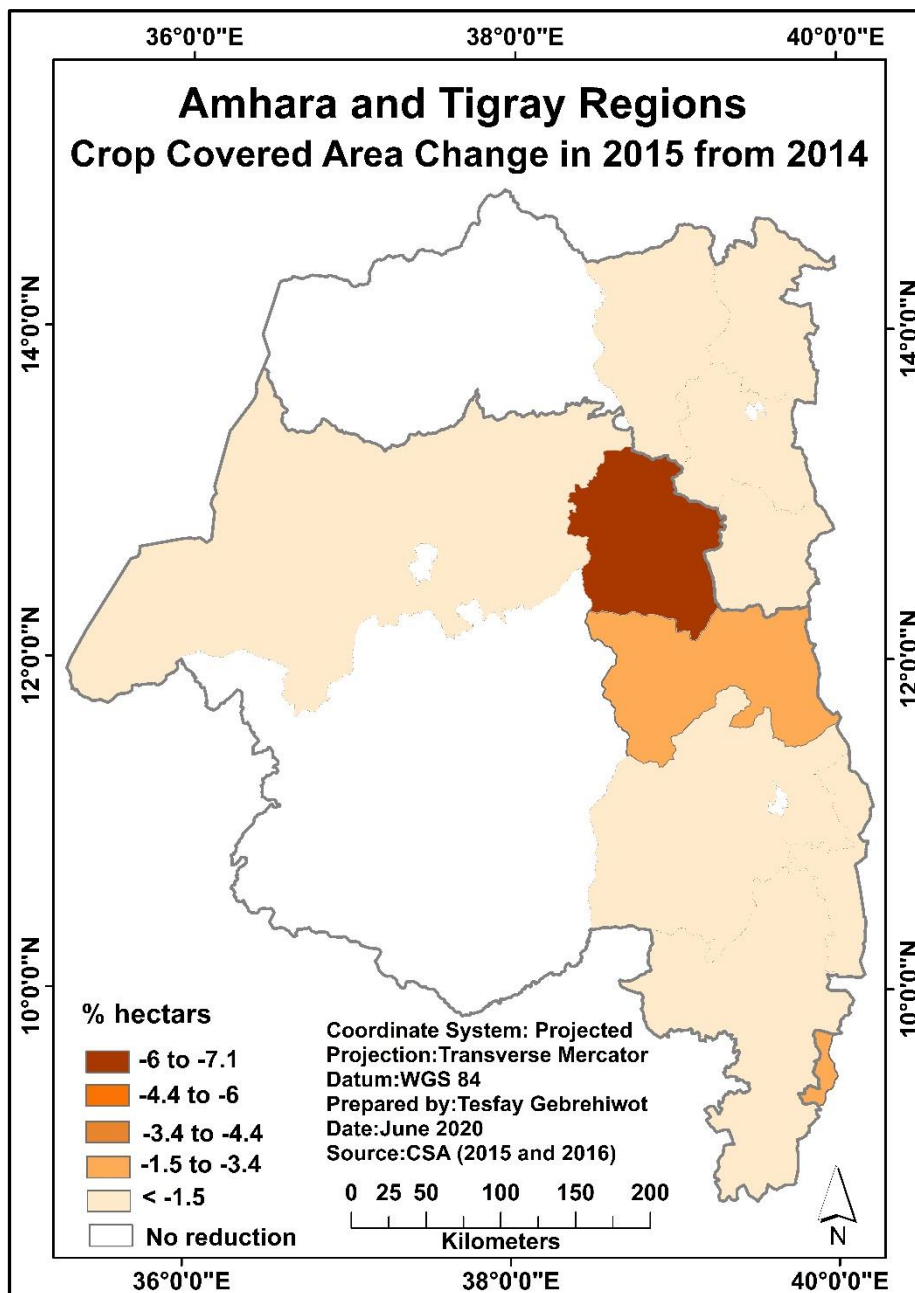 36°0'0"E 38°0'0"E 40°0'0"E
Amhara and Tigray Regions
Crop Covered Area Change in 2015 from 2014
14°0'0"N 14°0'0"N
12°0'0"N 12°0'0"N
10°0'0"N 10°0'0"N
% hectars
-6 to -7.1
-4.4 to -6
-3.4 to -4.4
-1.5 to -3.4
< -1.5
No reduction
Coordinate System: Projected
Projection:Transverse Mercator
Datum:WGS 84
Prepared by:Tesfay Gebrehiwot
Date:June 2020
Source:CSA (2015 and 2016)
0 25 50 100 150 200
Kilometers
N
36°0'0"E 38°0'0"E 40°0'0"E